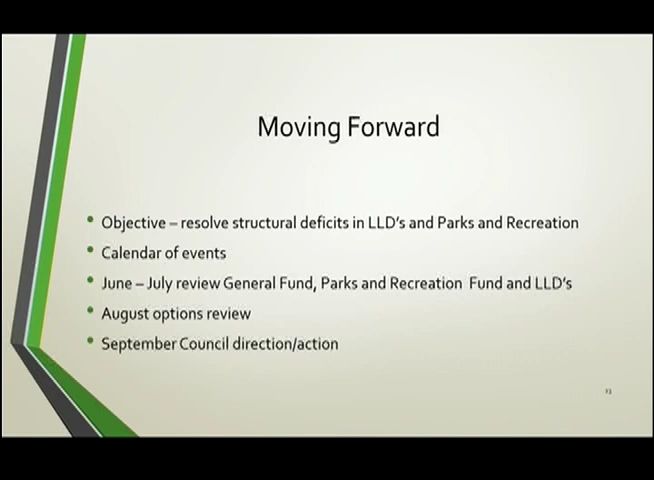 Moving Forward
• Objective – resolve structural deficits in LLD's and Parks and Recreation
• Calendar of events
• June – July review General Fund, Parks and Recreation Fund and LLD's
• August options review
• September Council direction/action